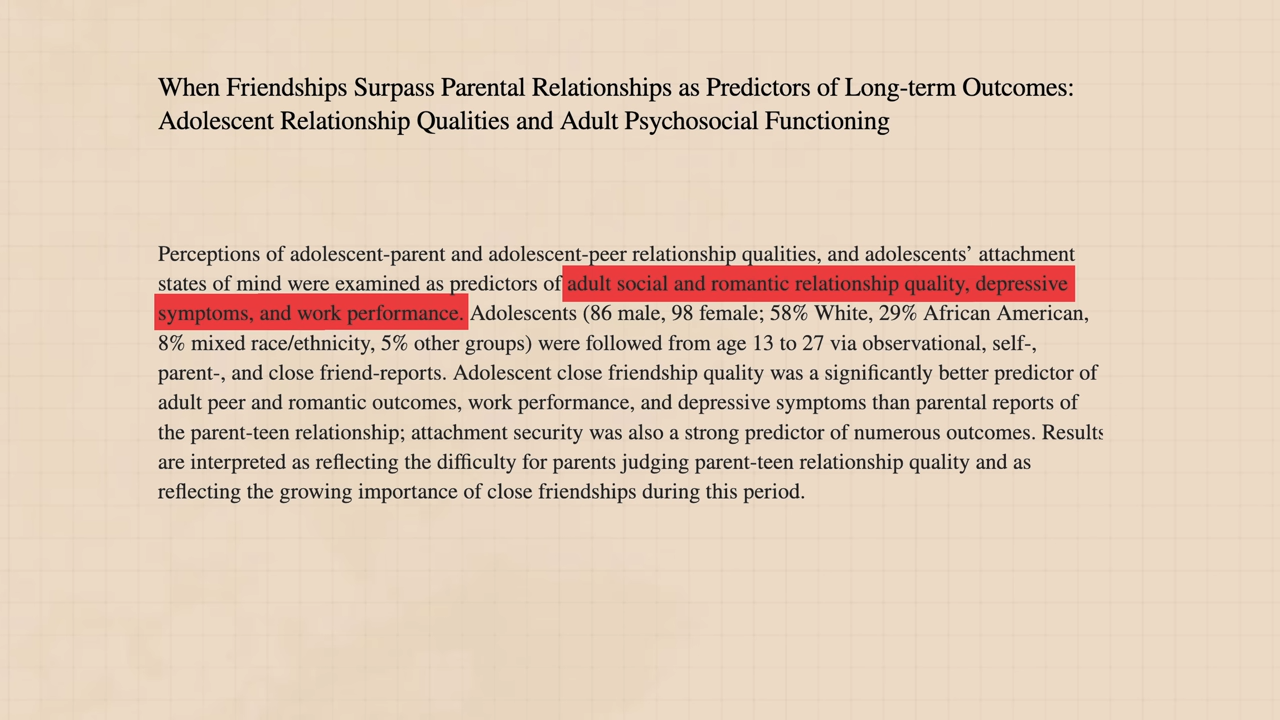 When Friendships Surpass Parental Relationships as Predictors of Long-term Outcomes:
Adolescent Relationship Qualities and Adult Psychosocial Functioning
Perceptions of adolescent-parent and adolescent-peer relationship qualities, and adolescents’ attachment
states of mind were examined as predictors of adult social and romantic relationship quality, depressive
symptoms, and work performance. Adolescents (86 male, 98 female; 58% White, 29% African American,
8% mixed race/ethnicity, 5% other groups) were followed from age 13 to 27 via observational, self-,
parent-, and close friend-reports. Adolescent close friendship quality was a significantly better predictor of
adult peer and romantic outcomes, work performance, and depressive symptoms than parental reports of
the parent-teen relationship; attachment security was also a strong predictor of numerous outcomes. Results
are interpreted as reflecting the difficulty for parents judging parent-teen relationship quality and as
reflecting the growing importance of close friendships during this period.